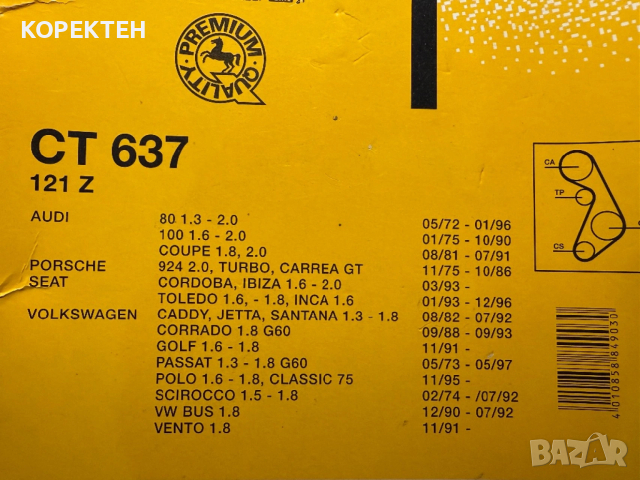 КОРЕКТЕН
PREMIUM QUALITY
CT 637
121 Z
AUDI 80 1.3 - 2.0 05/72 - 01/96
100 1.6 - 2.0 01/75 - 10/90
COUPE 1.8, 2.0 08/81 - 07/91
PORSCHE 924 2.0, TURBO, CARREA GT 11/75 - 10/86
SEAT CORDOBA, IBIZA 1.6 - 2.0 03/93 -
TOLEDO 1.6, - 1.8, INCA 1.6 01/93 - 12/96
VOLKSWAGEN CADDY, JETTA, SANTANA 1.3 - 1.8 08/82 - 07/92
CORRADO 1.8 G60 09/88 - 09/93
GOLF 1.6 - 1.8 11/91 -
PASSAT 1.3 - 1.8 G60 05/73 - 05/97
POLO 1.6 - 1.8, CLASSIC 75 11/95 -
SCIROCCO 1.5 - 1.8 02/74 - /07/92
VW BUS 1.8 12/90 - 07/92
VENTO 1.8 11/91 -
CA
TP
CS
4010858849030
BAZAR